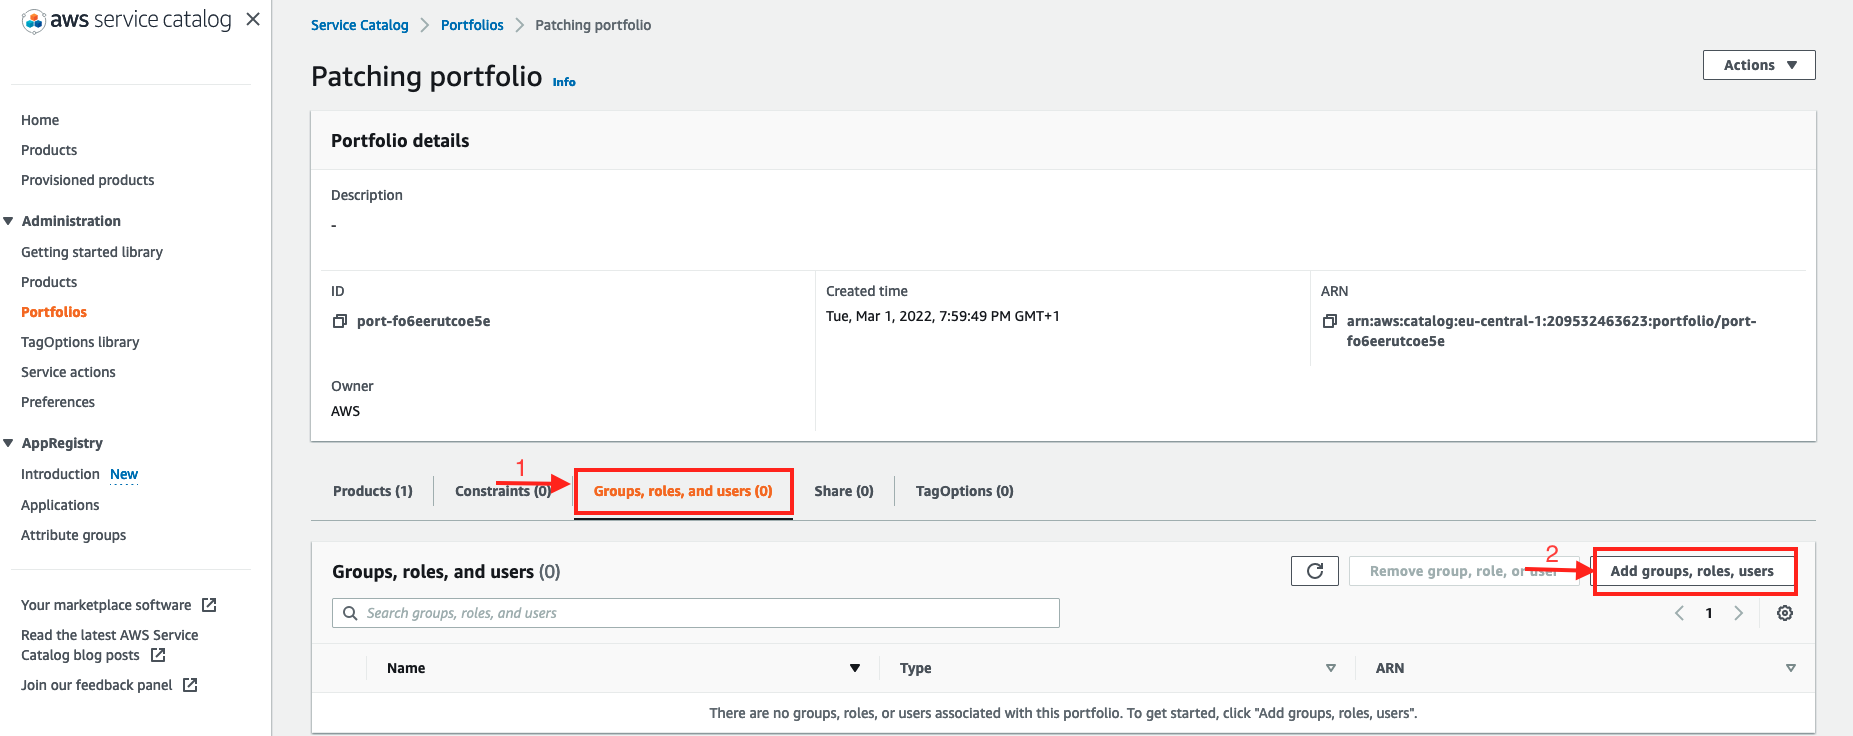 aws service catalog
Home
Products
Provisioned products
Administration
Getting started library
Products
Portfolios
TagOptions library
Service actions
Preferences
AppRegistry
Introduction New
Applications
Attribute groups
Your marketplace software
Read the latest AWS Service
Catalog blog posts
Join our feedback panel
Service Catalog Portfolios Patching portfolio
Patching portfolio Info
Actions
Portfolio details
Description
-
ID
port-fo6eerutcoe5e
Created time
Tue, Mar 1, 2022, 7:59:49 PM GMT+1
ARN
arn:aws:catalog:eu-central-1:209532463623:portfolio/port-
fo6eerutcoe5e
Owner
AWS
1
Products (1) Constraints (0) Groups, roles, and users (0) Share (0) TagOptions (0)
2
Groups, roles, and users (0) Remove group, role, or user Add groups, roles, users
Search groups, roles, and users 1
Name Type ARN
There are no groups, roles, or users associated with this portfolio. To get started, click "Add groups, roles, users".